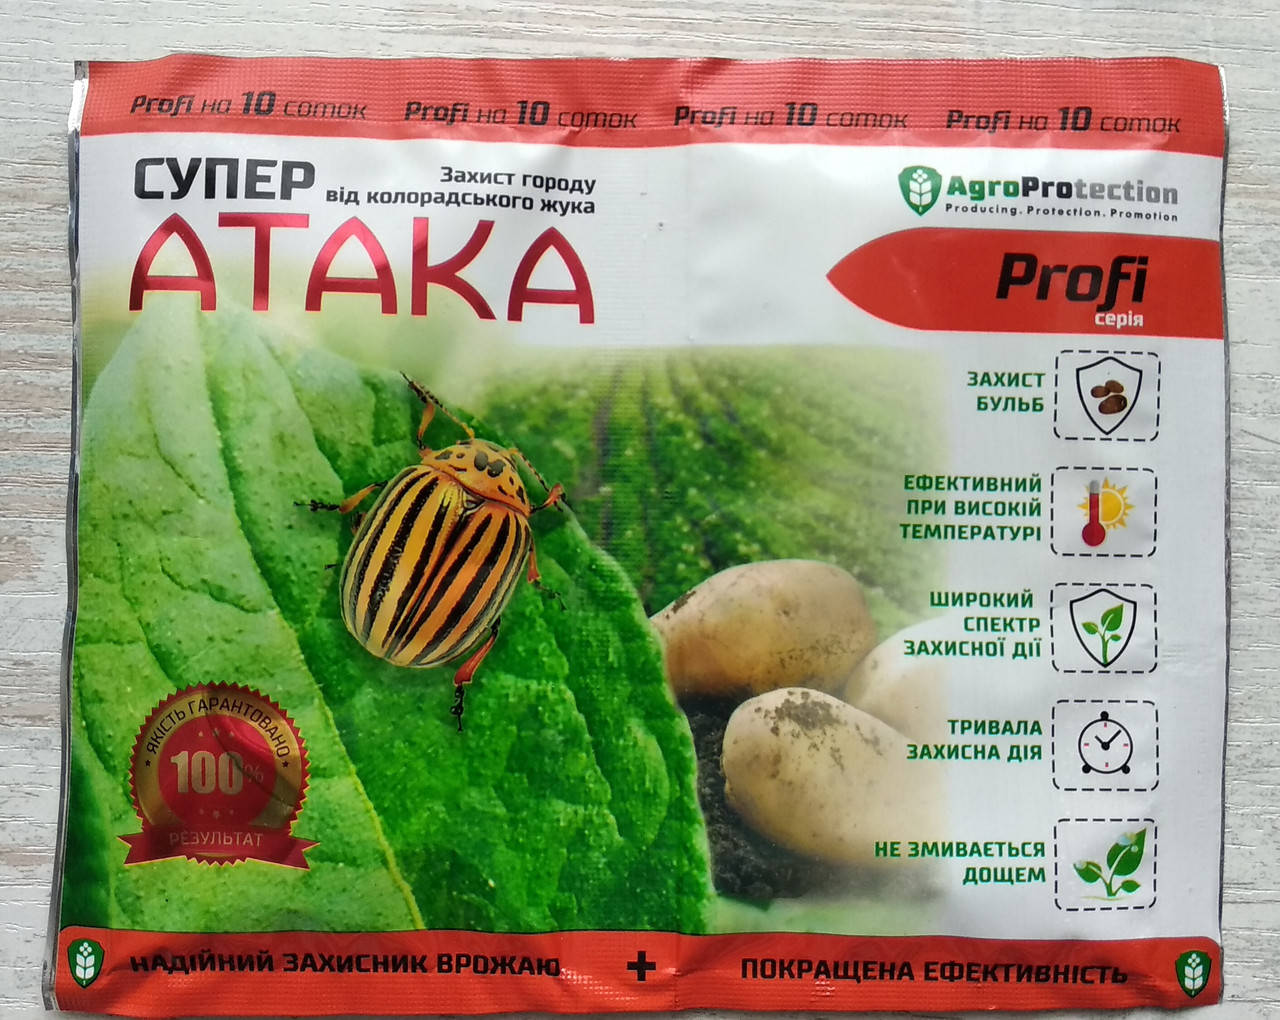 Profi на 10 соток Profi на 10 соток Profi на 10 соток Profi на 10 соток
СУПЕР
АТАКА
Захист городу
від колорадського жука
AgroProtection
Producing. Protection. Promotion
Profi
серія
ЗАХИСТ
БУЛЬБ
ЕФЕКТИВНИЙ
ПРИ ВИСОКІЙ
ТЕМПЕРАТУРІ
ШИРОКИЙ
СПЕКТР
ЗАХИСНОЇ ДІЇ
ТРИВАЛА
ЗАХИСНА ДІЯ
НЕ ЗМИВАЄТЬСЯ
ДОЩЕМ
ЯКІСТЬ ГАРАНТОВАНО
100%
РЕЗУЛЬТАТ
НАДІЙНИЙ ЗАХИСНИК ВРОЖАЮ + ПОКРАЩЕНА ЕФЕКТИВНІСТЬ